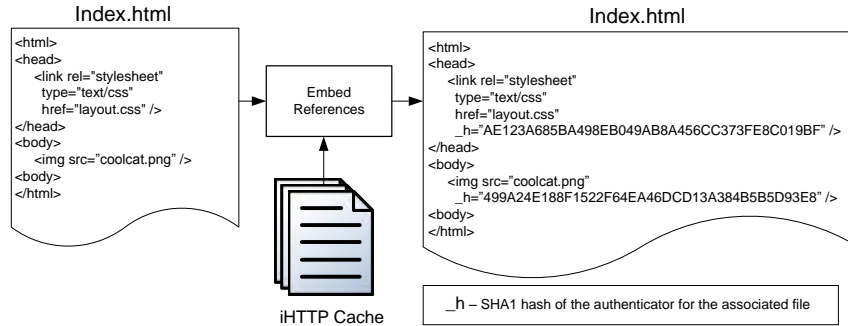 Index.html
<html>
<head>
<link rel="stylesheet"
type="text/css"
href="layout.css" />
</head>
<body>
<img src="coolcat.png" />
<body>
</html>
Embed
References
iHTTP Cache
Index.html
<html>
<head>
<link rel="stylesheet"
type="text/css"
href="layout.css"
_h="AE123A685BA498EB049AB8A456CC373FE8C019BF" />
</head>
<body>
<img src="coolcat.png"
_h="499A24E188F1522F64EA46DCD13A384B5B5D93E8" />
<body>
</html>
_h – SHA1 hash of the authenticator for the associated file